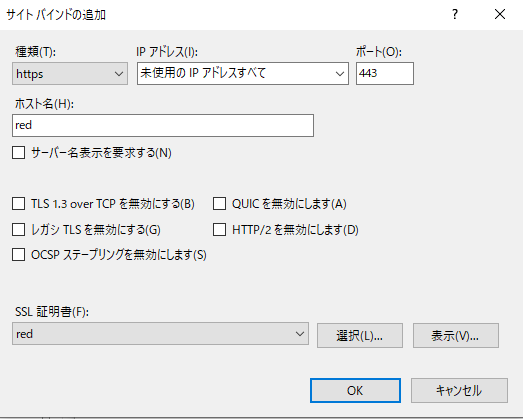 サイト バインドの追加
? ×
種類(T): IP アドレス(I): ポート(O):
https 未使用の IP アドレスすべて 443
ホスト名(H):
red
サーバー名表示を要求する(N)
TLS 1.3 over TCP を無効にする(B) QUIC を無効にします(A)
レガシ TLS を無効にする(G) HTTP/2 を無効にします(D)
OCSP ステープリングを無効にします(S)
SSL 証明書(F):
red 選択(L)... 表示(V)...
OK キャンセル